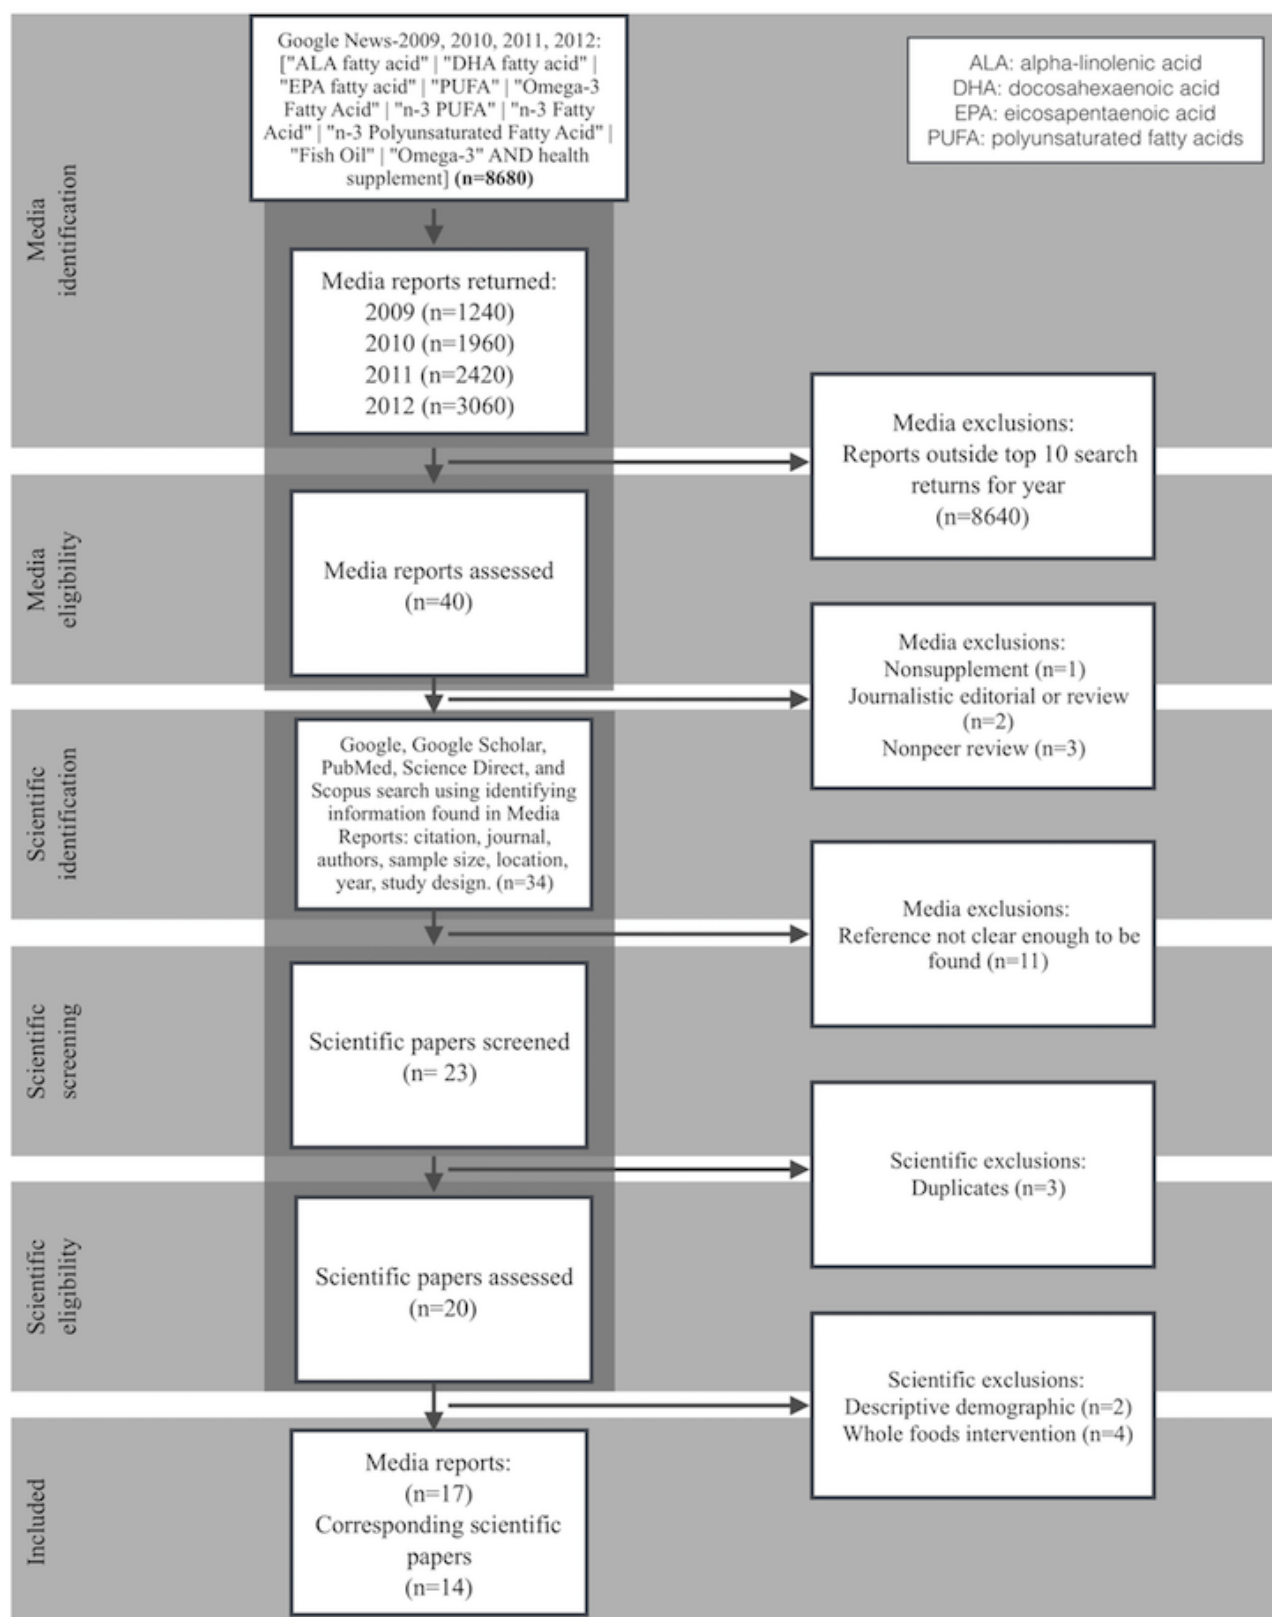 Google News-2009, 2010, 2011, 2012:
["ALA fatty acid" | "DHA fatty acid" |
"EPA fatty acid" | "PUFA" | "Omega-3
Fatty Acid" | "n-3 PUFA" | "n-3 Fatty
Acid" | "n-3 Polyunsaturated Fatty Acid" |
"Fish Oil" | "Omega-3" AND health
supplement] (n=8680)
ALA: alpha-linolenic acid
DHA: docosahexaenoic acid
EPA: eicosapentaenoic acid
PUFA: polyunsaturated fatty acids
Media
identification
Media reports returned:
2009 (n=1240)
2010 (n=1960)
2011 (n=2420)
2012 (n=3060)
Media exclusions:
Reports outside top 10 search
returns for year
(n=8640)
Media
eligibility
Media reports assessed
(n=40)
Media exclusions:
Nonsupplement (n=1)
Journalistic editorial or review
(n=2)
Nonpeer review (n=3)
Scientific
identification
Google, Google Scholar,
PubMed, Science Direct, and
Scopus search using identifying
information found in Media
Reports: citation, journal,
authors, sample size, location,
year, study design. (n=34)
Media exclusions:
Reference not clear enough to be
found (n=11)
Scientific
screening
Scientific papers screened
(n= 23)
Scientific exclusions:
Duplicates (n=3)
Scientific
eligibility
Scientific papers assessed
(n=20)
Scientific exclusions:
Descriptive demographic (n=2)
Whole foods intervention (n=4)
Included
Media reports:
(n=17)
Corresponding scientific
papers
(n=14)